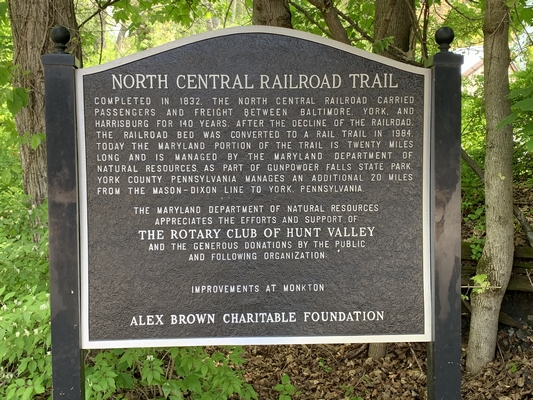 NORTH CENTRAL RAILROAD TRAIL
COMPLETED IN 1832, THE NORTH CENTRAL RAILROAD CARRIED
PASSENGERS AND FREIGHT BETWEEN BALTIMORE, YORK, AND
HARRISBURG FOR 140 YEARS. AFTER THE DECLINE OF THE RAILROAD
THE RAILROAD BED WAS CONVERTED TO A RAIL TRAIL IN 1984.
TODAY THE MARYLAND PORTION OF THE TRAIL IS TWENTY MILES
LONG AND IS MANAGED BY THE MARYLAND DEPARTMENT OF
NATURAL RESOURCES, AS PART OF GUNPOWDER FALLS STATE PARK.
YORK COUNTY PENNSYLVANIA MANAGES AN ADDITIONAL 20 MILES
FROM THE MASON-DIXON LINE TO YORK, PENNSYLVANIA.
THE MARYLAND DEPARTMENT OF NATURAL RESOURCES
APPRECIATES THE EFFORTS AND SUPPORT OF
THE ROTARY CLUB OF HUNT VALLEY
AND THE GENEROUS DONATIONS BY THE PUBLIC
AND FOLLOWING ORGANIZATION:
IMPROVEMENTS AT MONKTON
ALEX BROWN CHARITABLE FOUNDATION